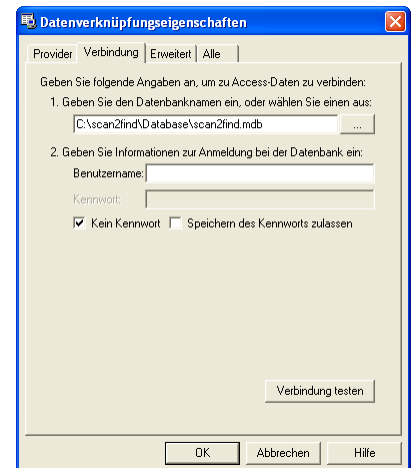 Datenverknüpfungseigenschaften
Provider Verbindung Erweitert Alle
Geben Sie folgende Angaben an, um zu Access-Daten zu verbinden:
1. Geben Sie den Datenbanknamen ein, oder wählen Sie einen aus:
C:\scan2find\Database\scan2find.mdb ...
2. Geben Sie Informationen zur Anmeldung bei der Datenbank ein:
Benutzername:
Kennwort:
Kein Kennwort Speichern des Kennworts zulassen
Verbindung testen
OK Abbrechen Hilfe